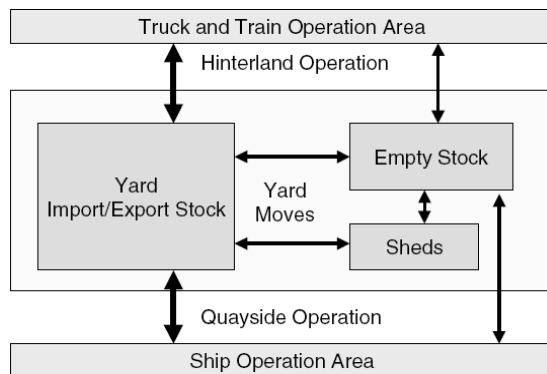 Truck and Train Operation Area
Hinterland Operation
Yard
Import/Export Stock
Yard
Moves
Empty Stock
Sheds
Quayside Operation
Ship Operation Area